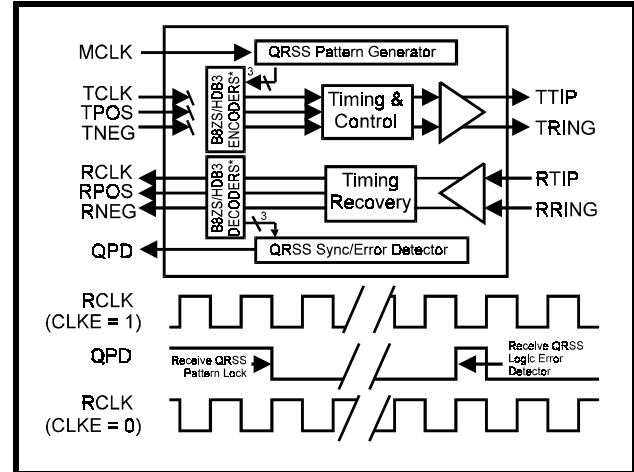 MCLK
QRSS Pattern Generator
3
TCLK
TPOS
TNEG
B8ZS/HDB3
ENCODERS*
Timing &
Control
TTIP
TRING
RCLK
RPOS
RNEG
B8ZS/HDB3
DECODERS*
Timing
Recovery
RTIP
RRING
3
QPD
QRSS Sync/Error Detector
RCLK
(CLKE = 1)
QPD
Receive QRSS
Pattern Lock
Receive QRSS
Logic Error
Detector
RCLK
(CLKE = 0)